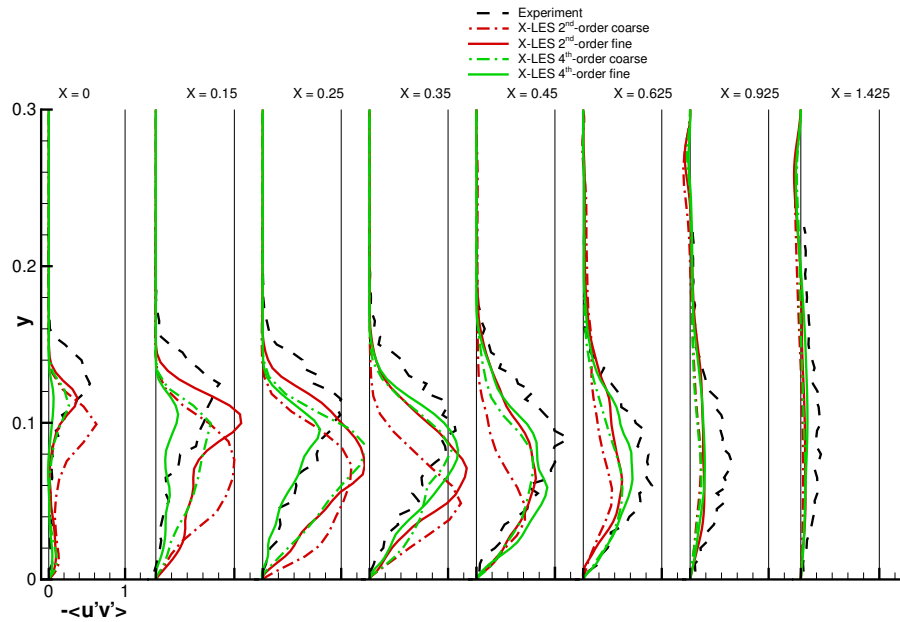 Experiment
X-LES 2nd-order coarse
X-LES 2nd-order fine
X-LES 4th-order coarse
X-LES 4th-order fine
X = 0 X = 0.15 X = 0.25 X = 0.35 X = 0.45 X = 0.625 X = 0.925 X = 1.425
0.3
0.2
y
0.1
0
0 1
-<u'v'>